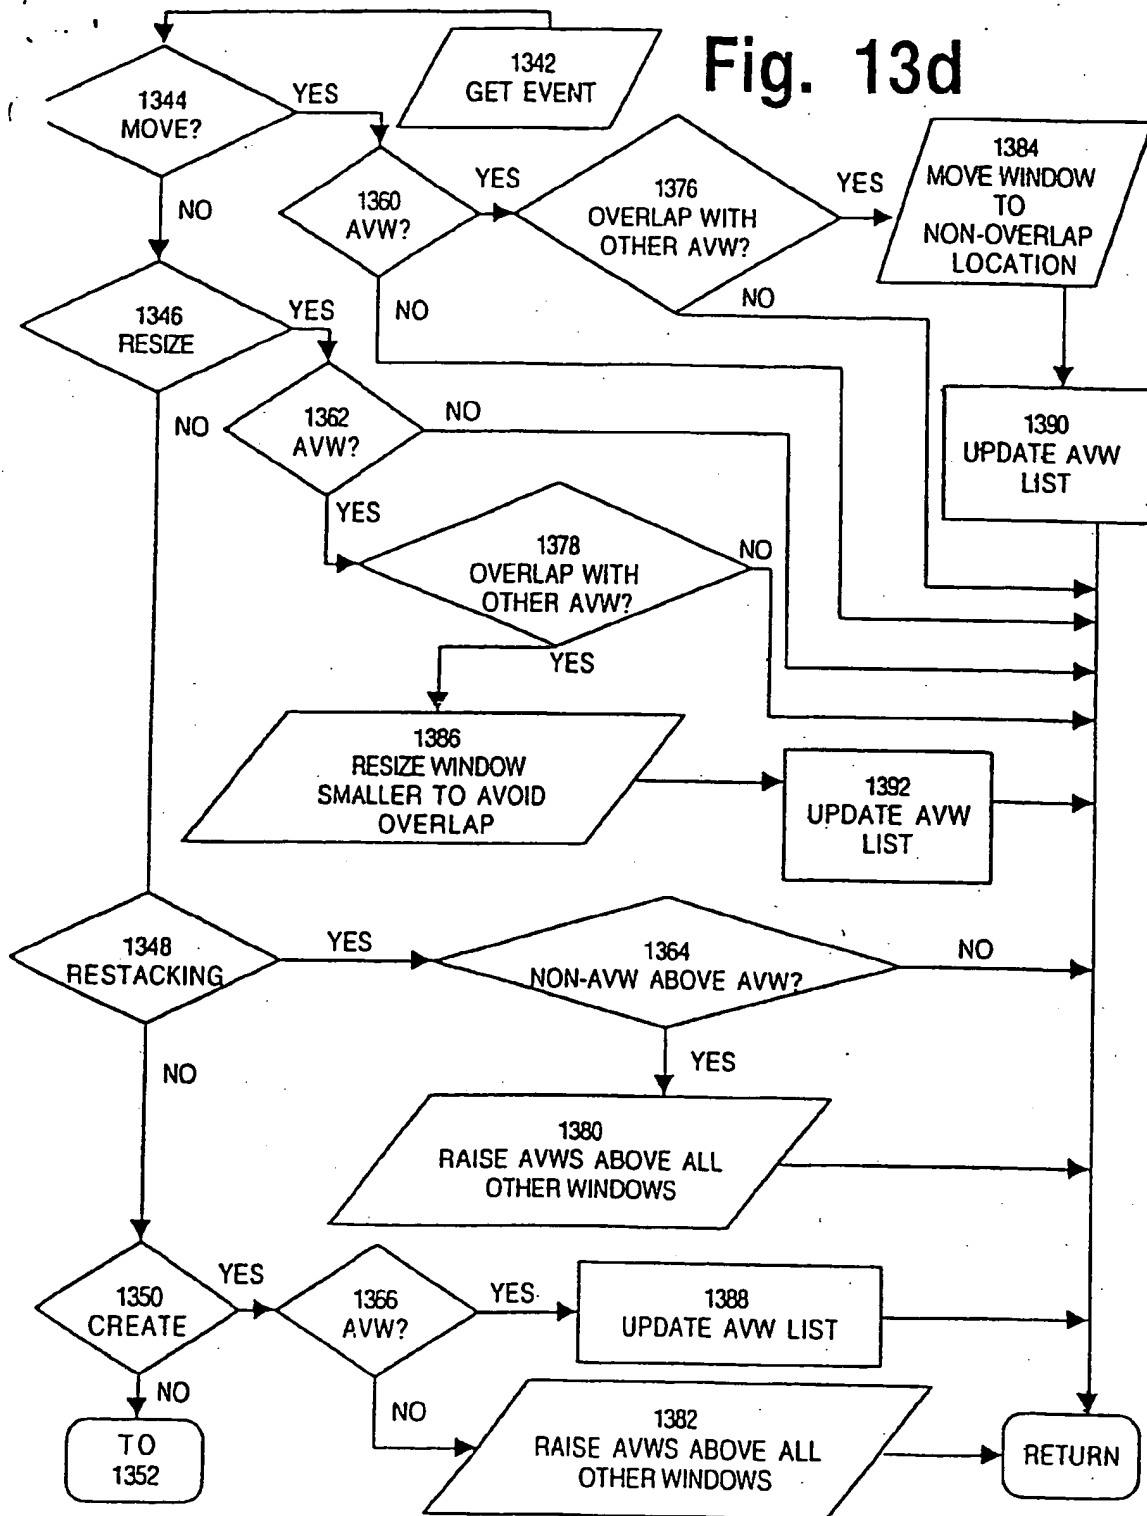 Fig. 13d
1342
GET EVENT
1344
MOVE?
YES
NO
1360
AVW?
YES
NO
1376
OVERLAP WITH
OTHER AVW?
YES
NO
1384
MOVE WINDOW
TO
NON-OVERLAP
LOCATION
1390
UPDATE AVW
LIST
1346
RESIZE
YES
NO
1362
AVW?
NO
YES
1378
OVERLAP WITH
OTHER AVW?
NO
YES
1386
RESIZE WINDOW
SMALLER TO AVOID
OVERLAP
1392
UPDATE AVW
LIST
1348
RESTACKING
YES
NO
1364
NON-AVW ABOVE AVW?
NO
YES
1380
RAISE AVWS ABOVE ALL
OTHER WINDOWS
1350
CREATE
YES
NO
1366
AVW?
YES
NO
1388
UPDATE AVW LIST
1382
RAISE AVWS ABOVE ALL
OTHER WINDOWS
TO
1352
RETURN